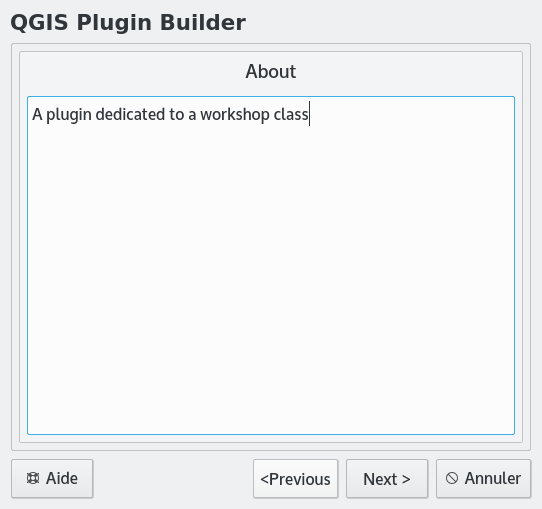 QGIS Plugin Builder
About
A plugin dedicated to a workshop class
Aide
<Previous
Next >
Annuler